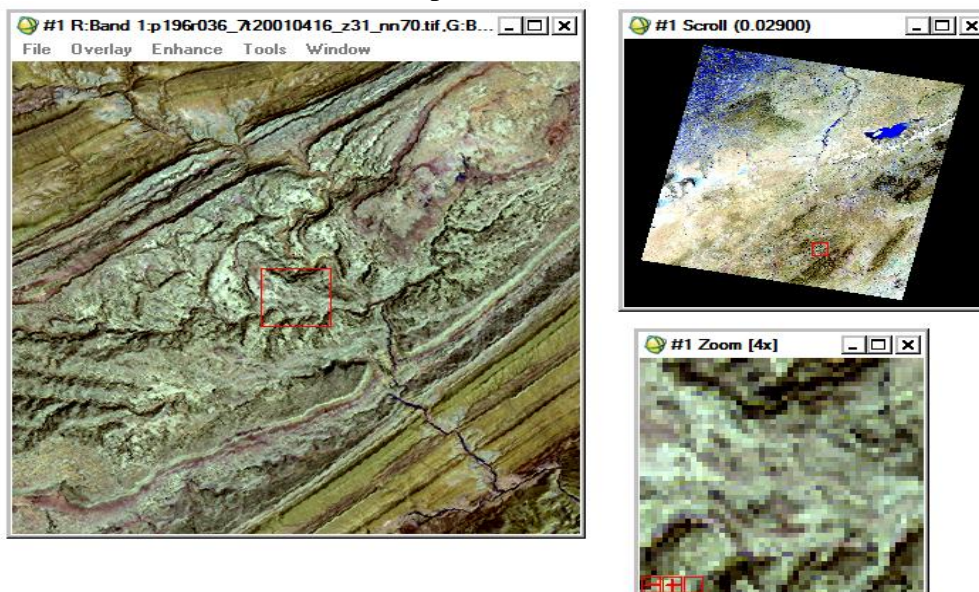 #1 R:Band 1:p196r036_7t20010416_z31_nn70.tif,G:B...
File Overlay Enhance Tools Window
#1 Scroll (0.02900)
#1 Zoom [4x]